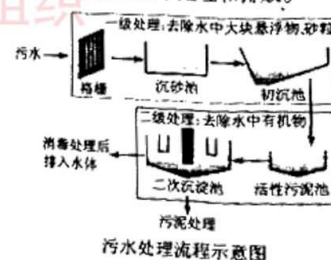 组织
一级处理:去除水中大块悬浮物、砂粒
污水
格栅
沉砂池
初沉池
二级处理:去除水中有机物
消毒处理后
排入水体
二次沉淀池
活性污泥池
污泥处理
污水处理流程示意图